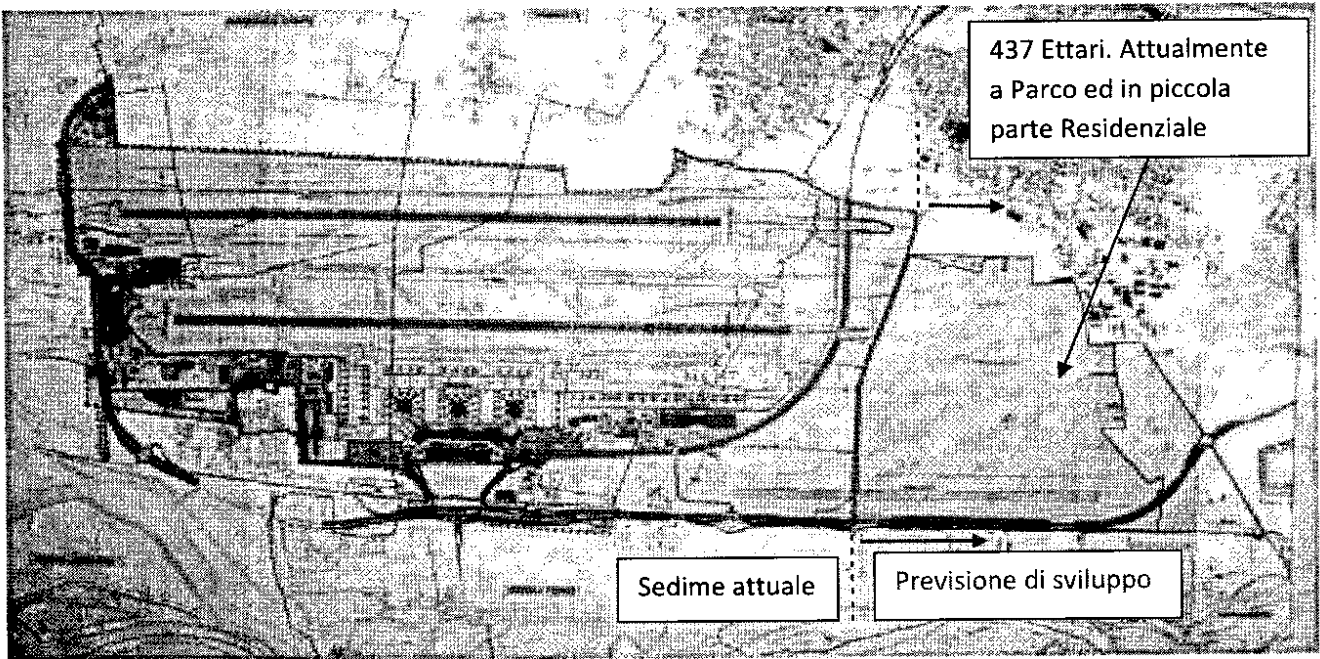 437 Ettari. Attualmente
a Parco ed in piccola
parte Residenziale
Sedime attuale
Previsione di sviluppo